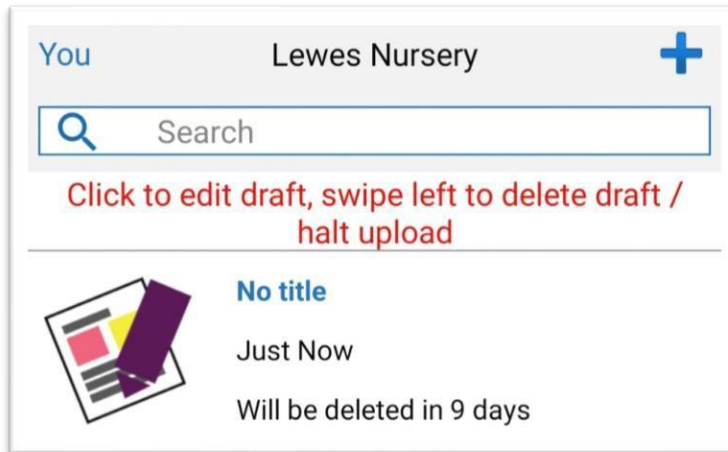 You
Lewes Nursery
Search
Click to edit draft, swipe left to delete draft /
halt upload
No title
Just Now
Will be deleted in 9 days